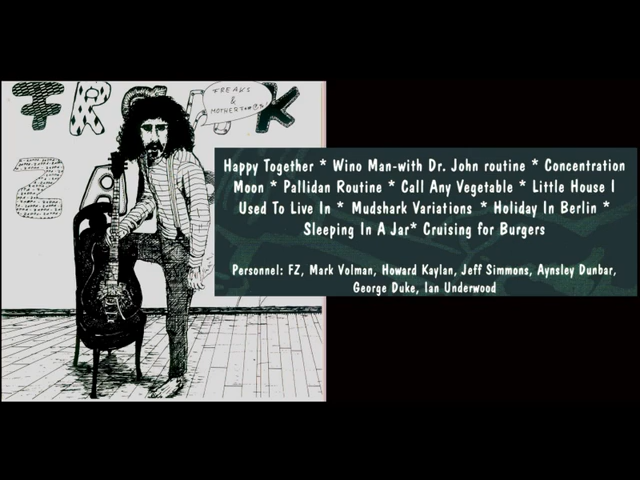 FRANK
FREAKS
&
MOTHER*#@%
Z
Happy Together * Wino Man-with Dr. John routine * Concentration
Moon * Pallidan Routine * Call Any Vegetable * Little House I
Used To Live In * Mudshark Variations * Holiday In Berlin *
Sleeping In A Jar* Cruising for Burgers
Personnel: FZ, Mark Volman, Howard Kaylan, Jeff Simmons, Aynsley Dunbar,
George Duke, Ian Underwood